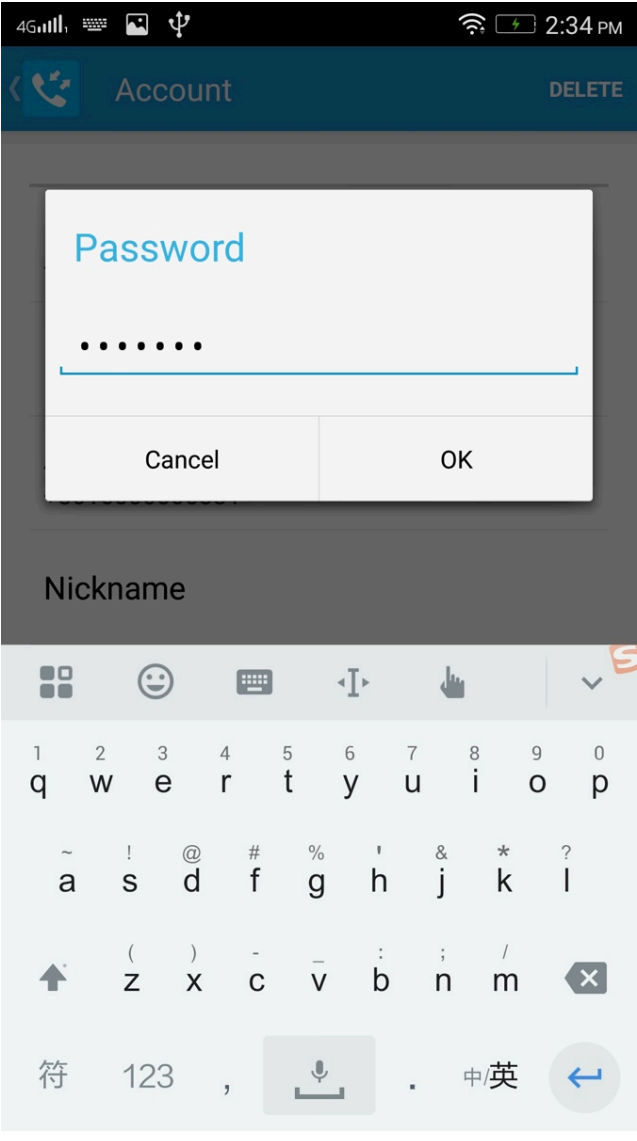 4G 2:34 PM
Account DELETE
Password
•••••••
Cancel OK
Nickname
1 2 3 4 5 6 7 8 9 0
q w e r t y u i o p
~ ! @ # % ' & * ?
a s d f g h j k l
( ) - _ : ; /
z x c v b n m
符 123 , . 中/英